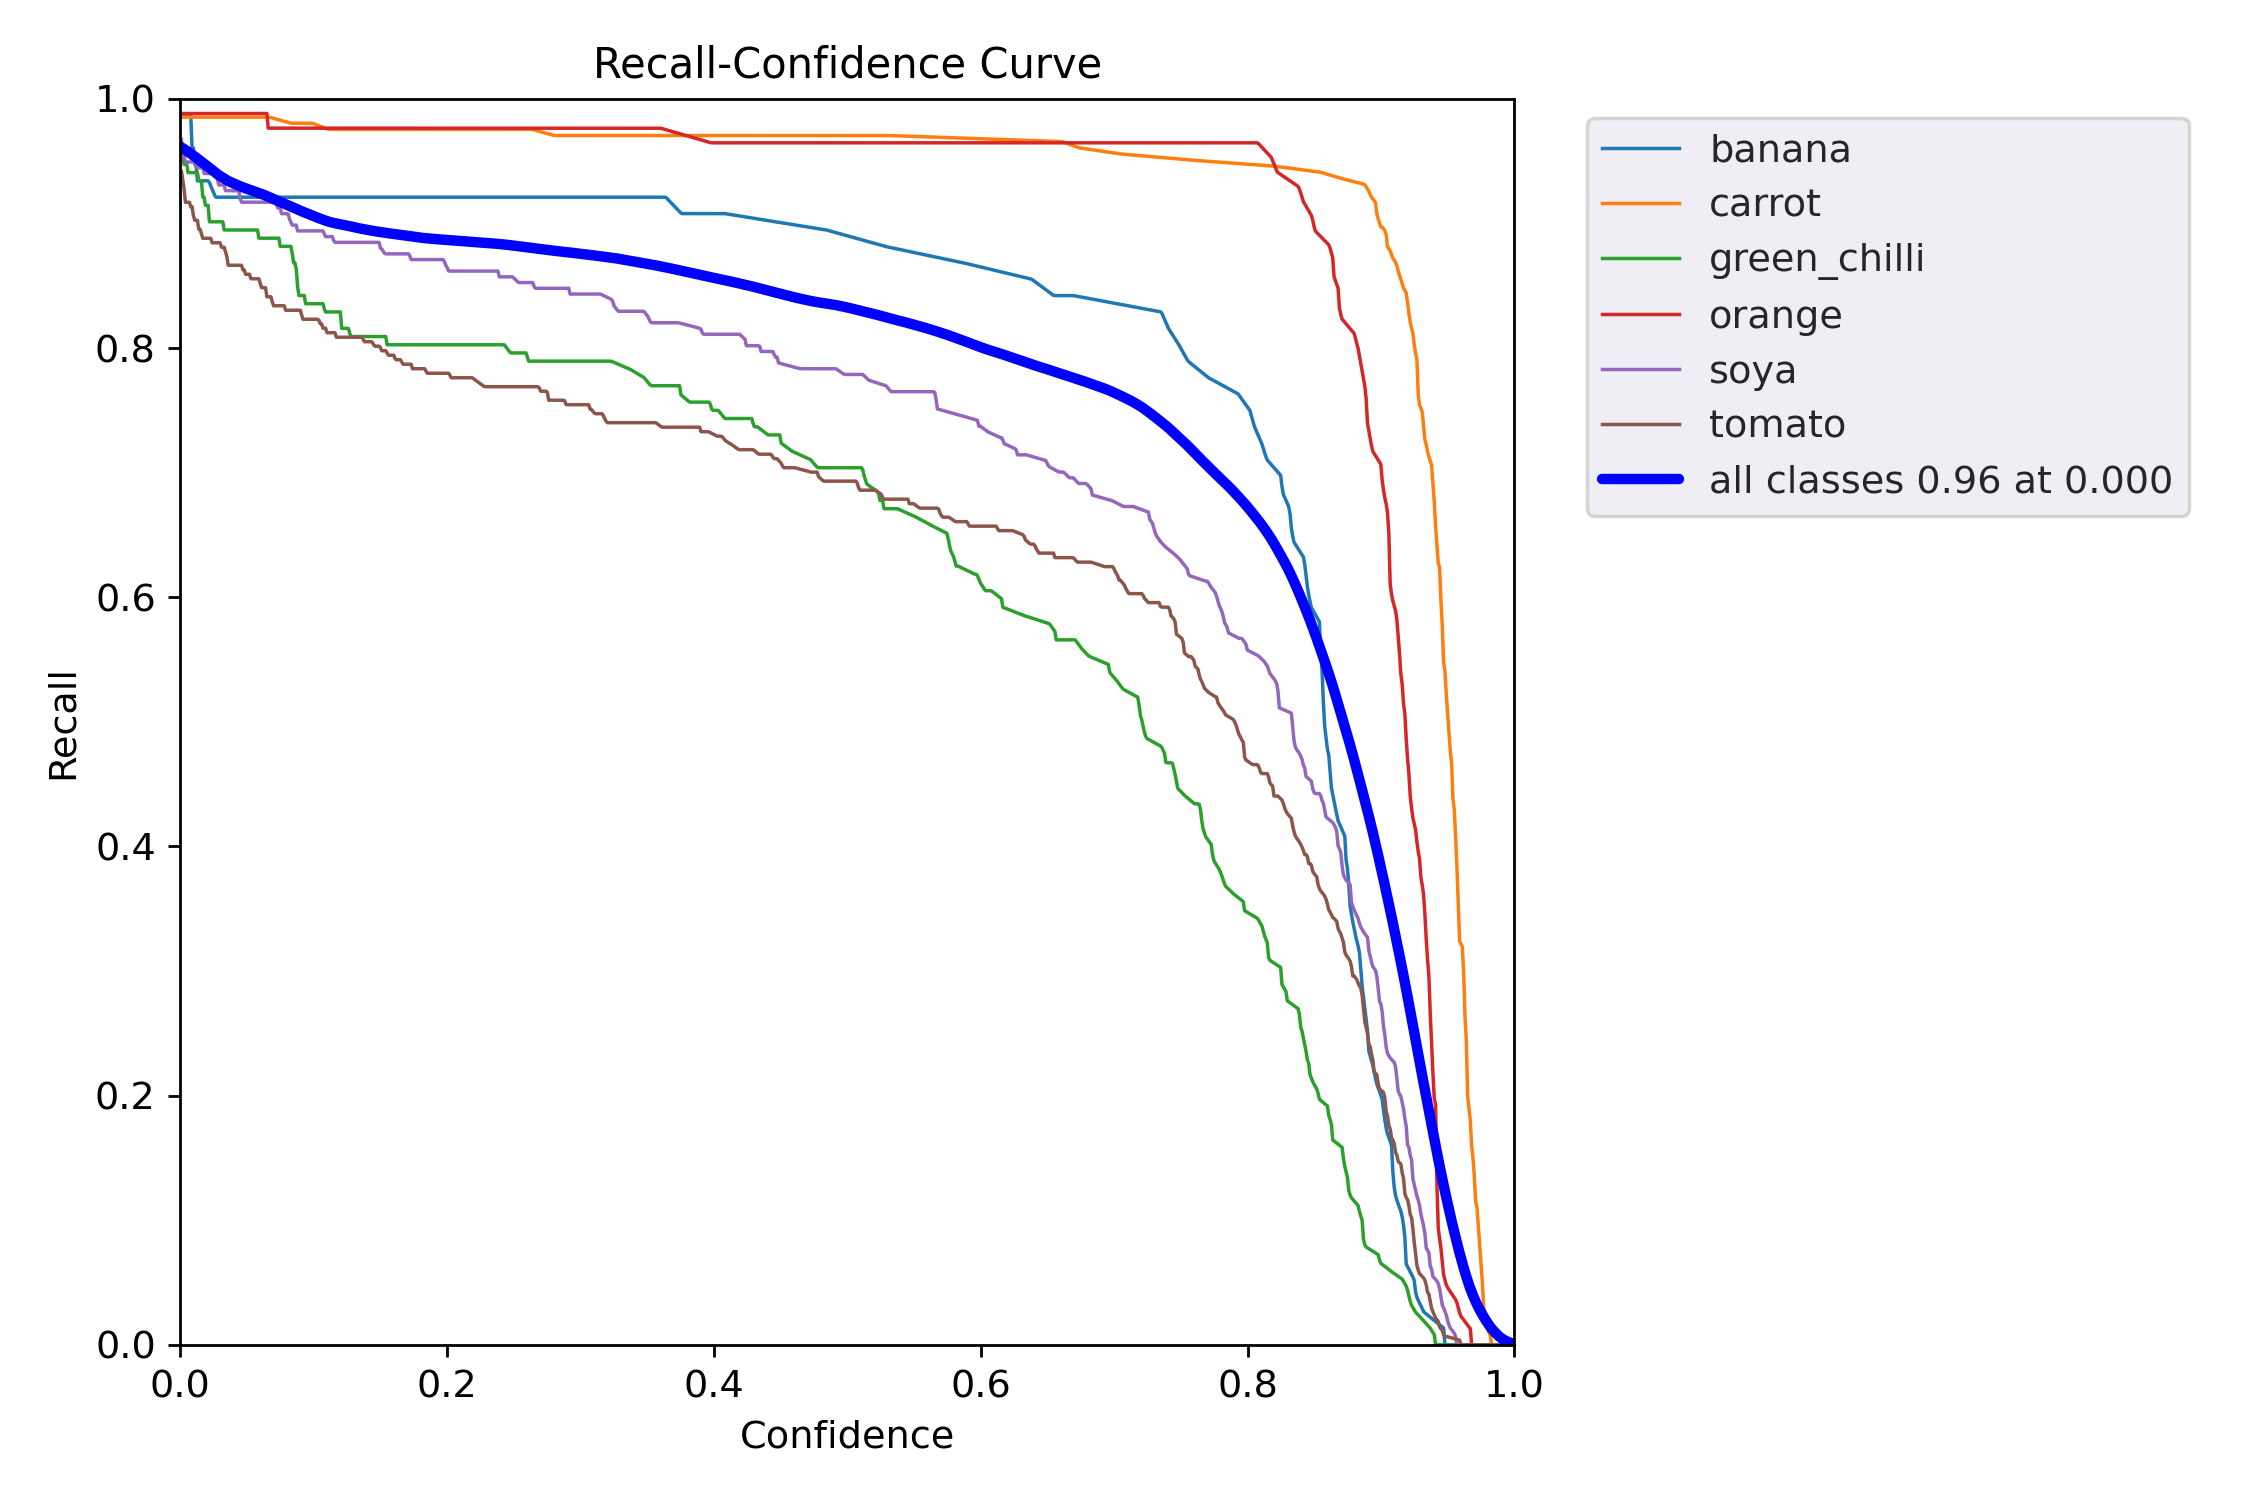 Recall-Confidence Curve
1.0
0.8
0.6
0.4
0.2
0.0
Recall
0.0 0.2 0.4 0.6 0.8 1.0
Confidence
banana
carrot
green_chilli
orange
soya
tomato
all classes 0.96 at 0.000